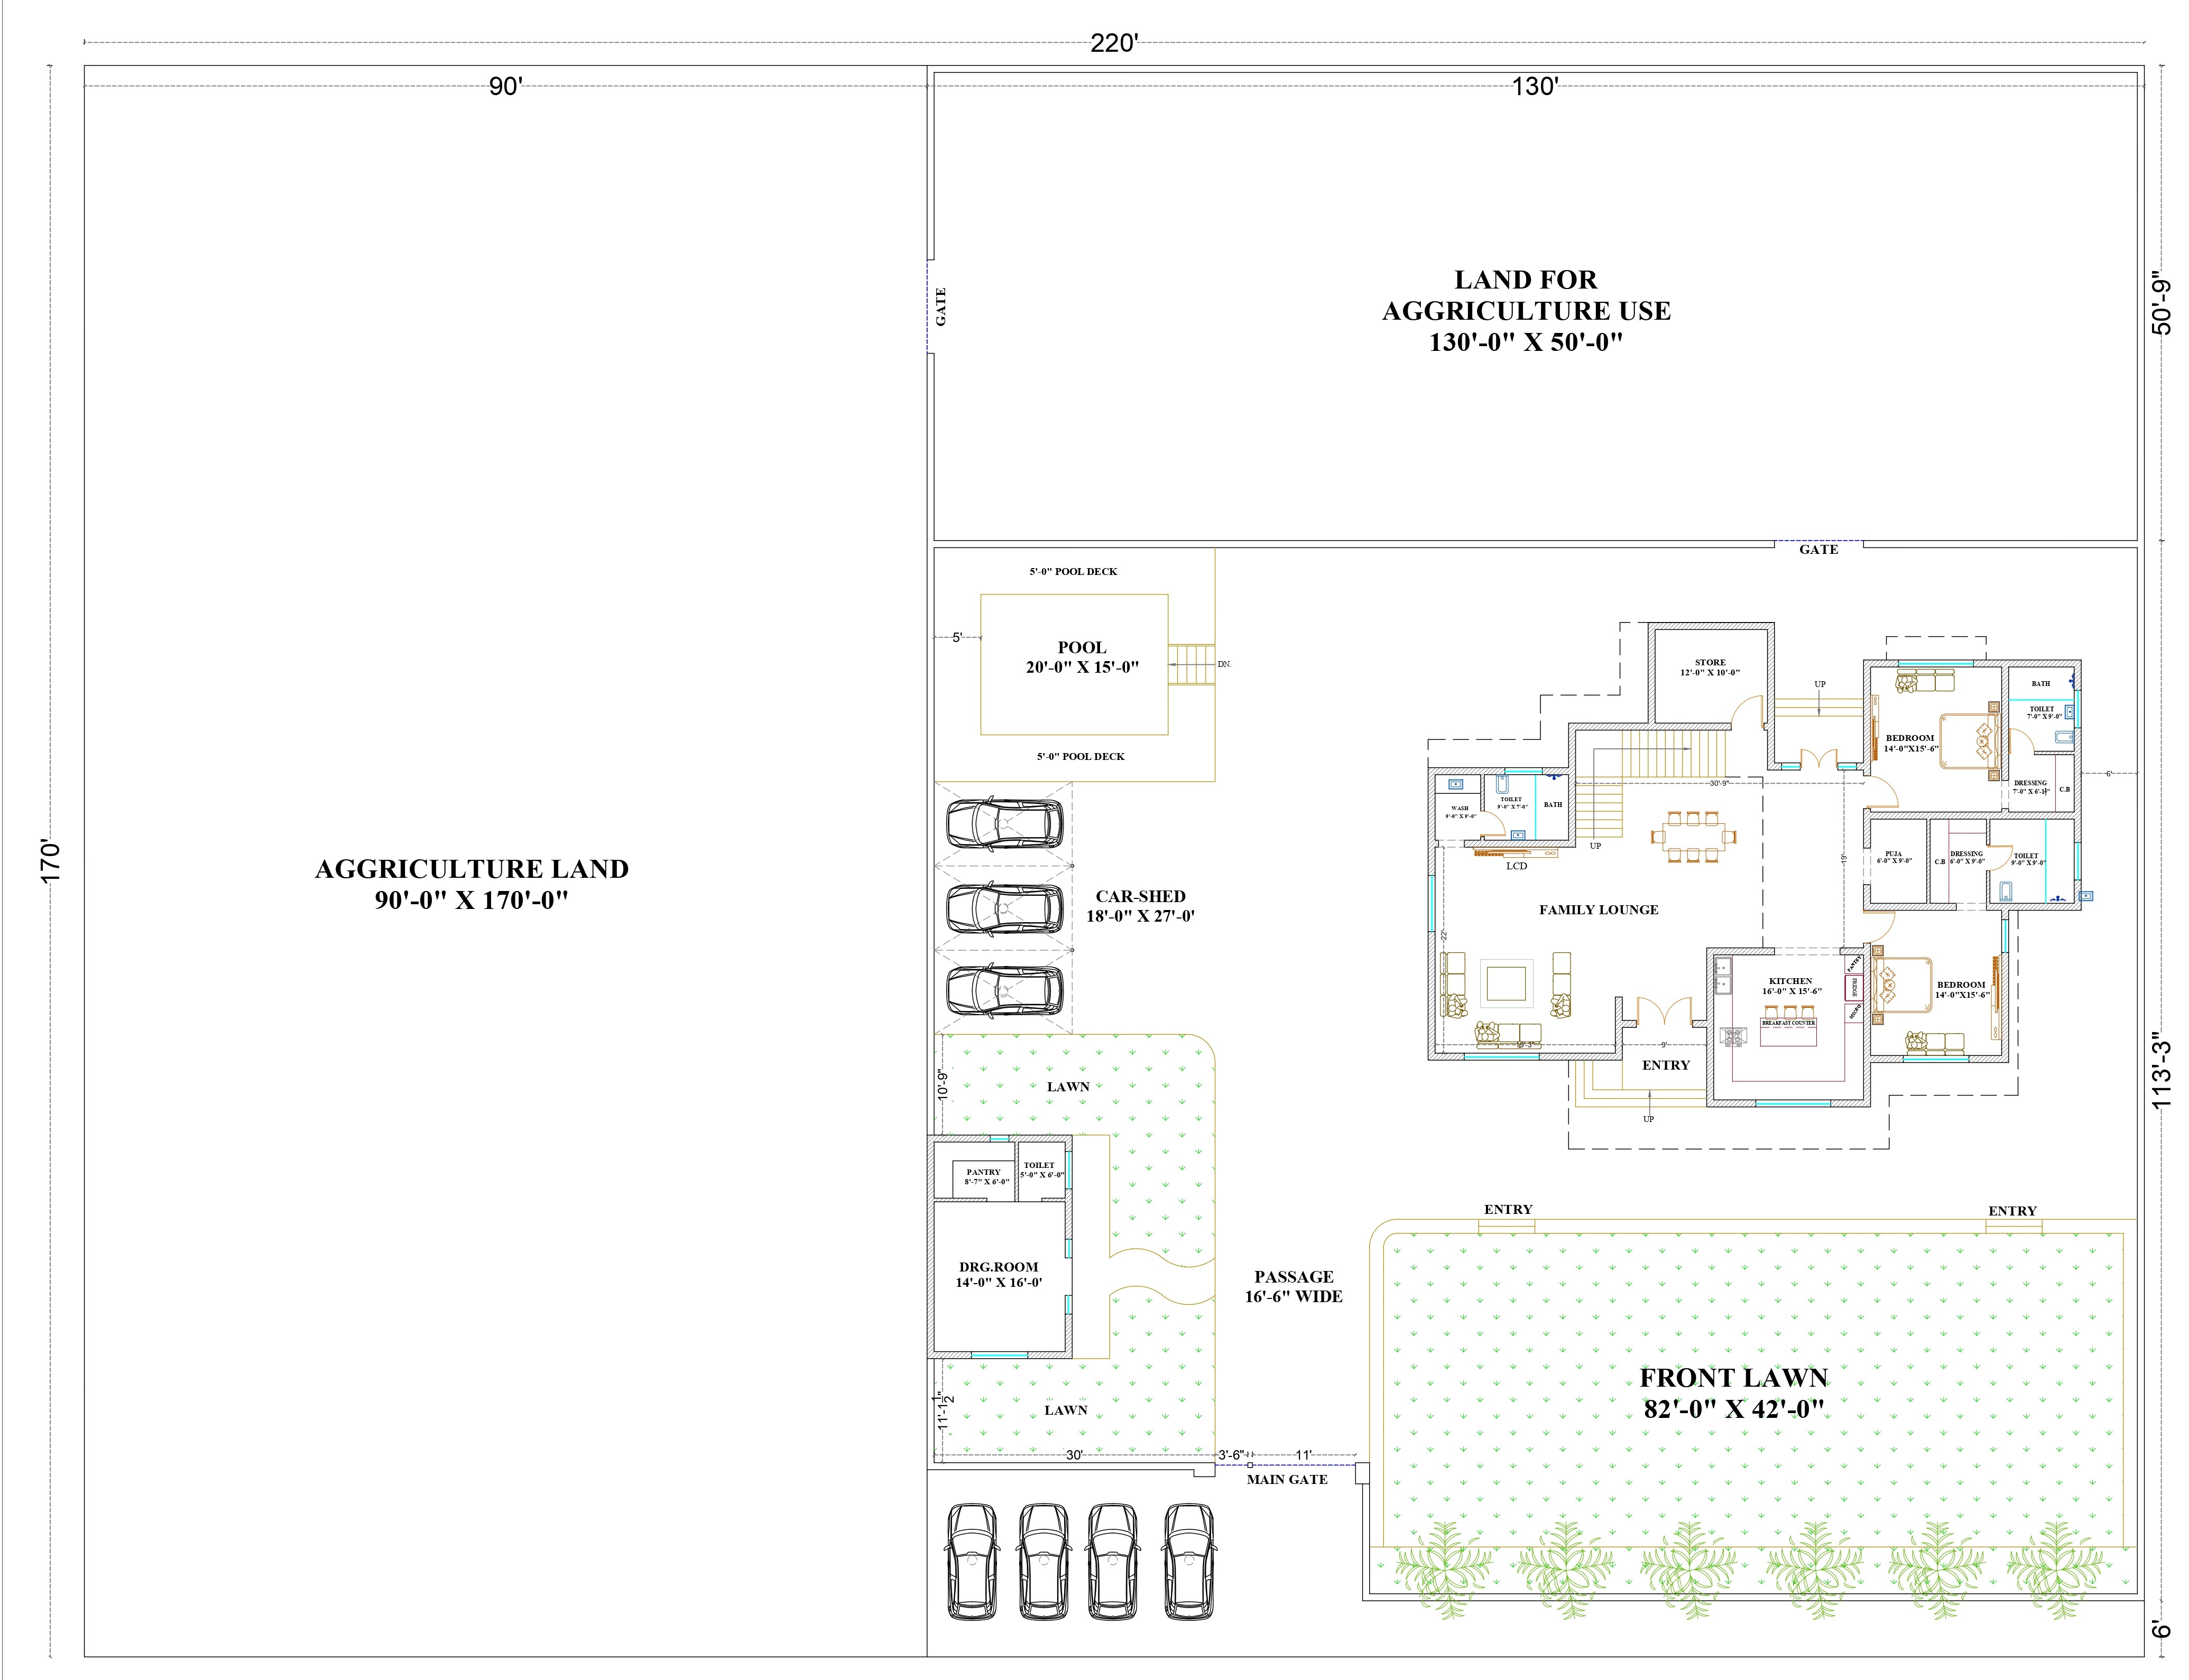 220'
90'
130'
170'
50'-9"
113'-3"
6'
GATE
LAND FOR
AGGRICULTURE USE
130'-0" X 50'-0"
GATE
AGGRICULTURE LAND
90'-0" X 170'-0"
5'-0" POOL DECK
5'
POOL
20'-0" X 15'-0"
DN.
5'-0" POOL DECK
CAR-SHED
18'-0" X 27'-0'
STORE
12'-0" X 10'-0"
UP
BEDROOM
14'-0"X15'-6"
BATH
TOILET
7'-0" X 9'-0"
DRESSING
7'-0" X 6'-1½"
C.B
6'
WASH
9'-0" X 9'-0"
TOILET
9'-0" X 7'-0"
BATH
30'-9"
UP
LCD
FAMILY LOUNGE
22'
19'
PUJA
6'-0" X 9'-0"
C.B
DRESSING
6'-0" X 9'-0"
TOILET
9'-0" X 9'-0"
KITCHEN
16'-0" X 15'-6"
PANTRY
FRIDGE
MICRO
BREAKFAST COUNTER
BEDROOM
14'-0"X15'-6"
9'
ENTRY
UP
10'-9"
LAWN
PANTRY
8'-7" X 6'-0"
TOILET
5'-0" X 6'-0"
DRG.ROOM
14'-0" X 16'-0'
PASSAGE
16'-6" WIDE
ENTRY
ENTRY
FRONT LAWN
82'-0" X 42'-0"
11'-1½"
LAWN
30'
3'-6"
11'
MAIN GATE